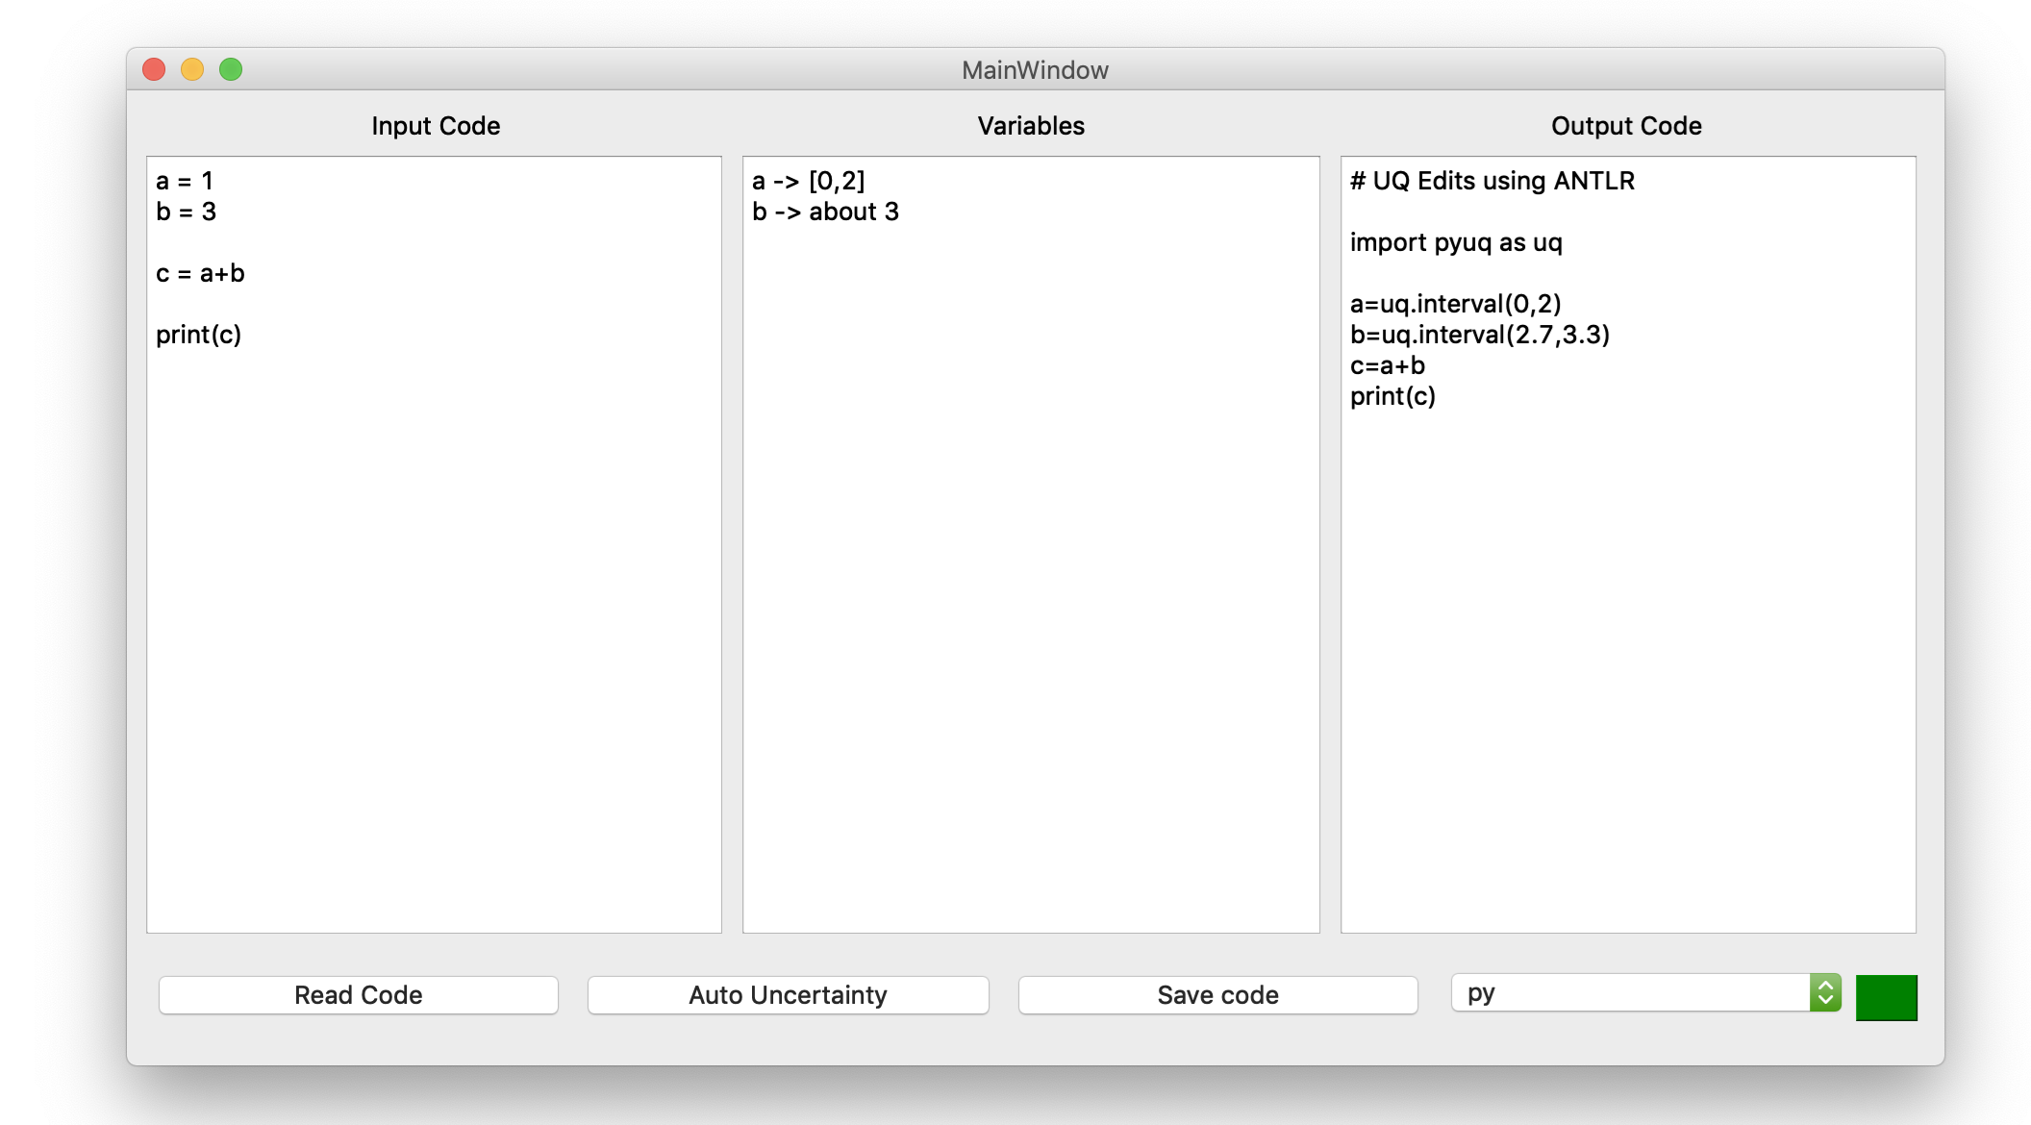 MainWindow
Input Code
a = 1
b = 3
c = a+b
print(c)
Variables
a -> [0,2]
b -> about 3
Output Code
# UQ Edits using ANTLR
import pyuq as uq
a=uq.interval(0,2)
b=uq.interval(2.7,3.3)
c=a+b
print(c)
Read Code
Auto Uncertainty
Save code
py